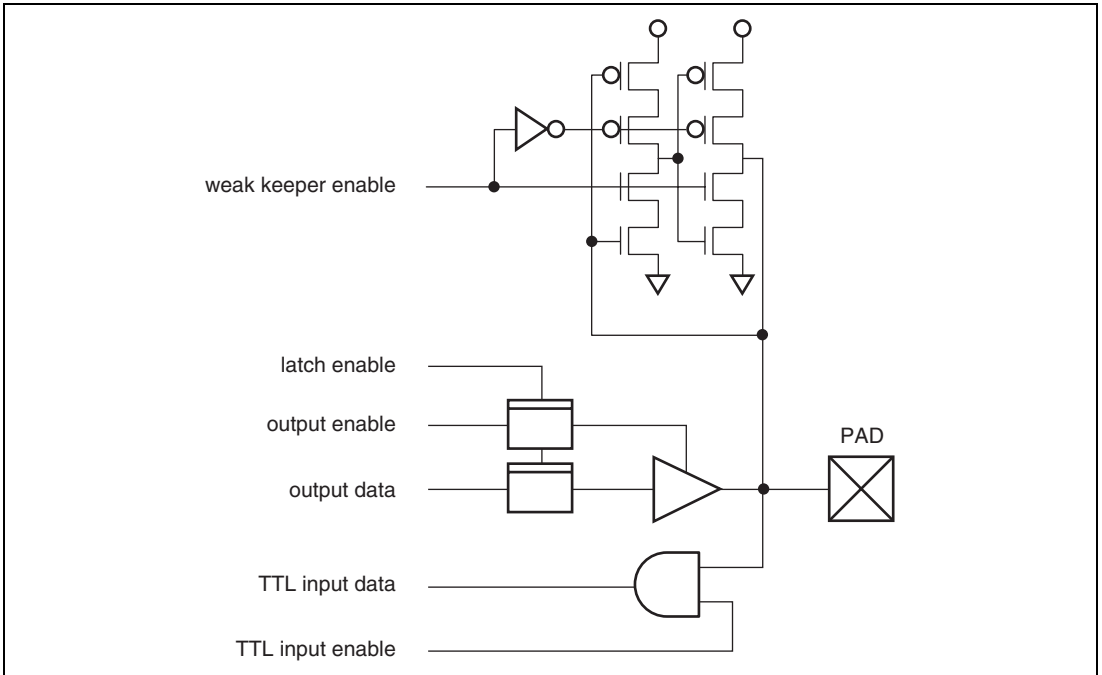 weak keeper enable
latch enable
output enable
PAD
output data
TTL input data
TTL input enable